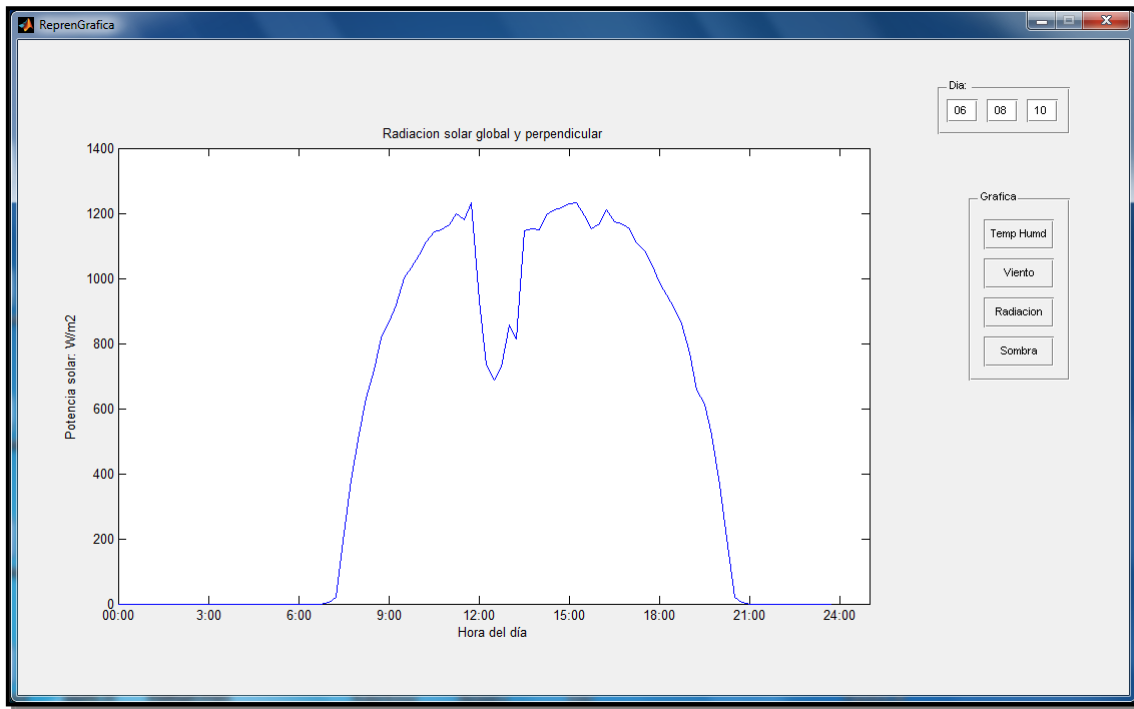 ReprenGrafica
Dia:
06 08 10
Radiacion solar global y perpendicular
Grafica
Temp Humd
Viento
Radiacion
Sombra
Potencia solar: W/m2
1400
1200
1000
800
600
400
200
0
00:00 3:00 6:00 9:00 12:00 15:00 18:00 21:00 24:00
Hora del día